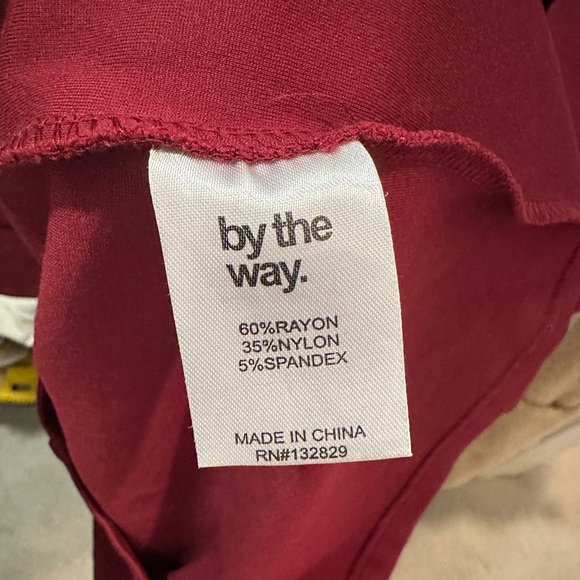 by the
way.
60%RAYON
35%NYLON
5%SPANDEX
MADE IN CHINA
RN#132829